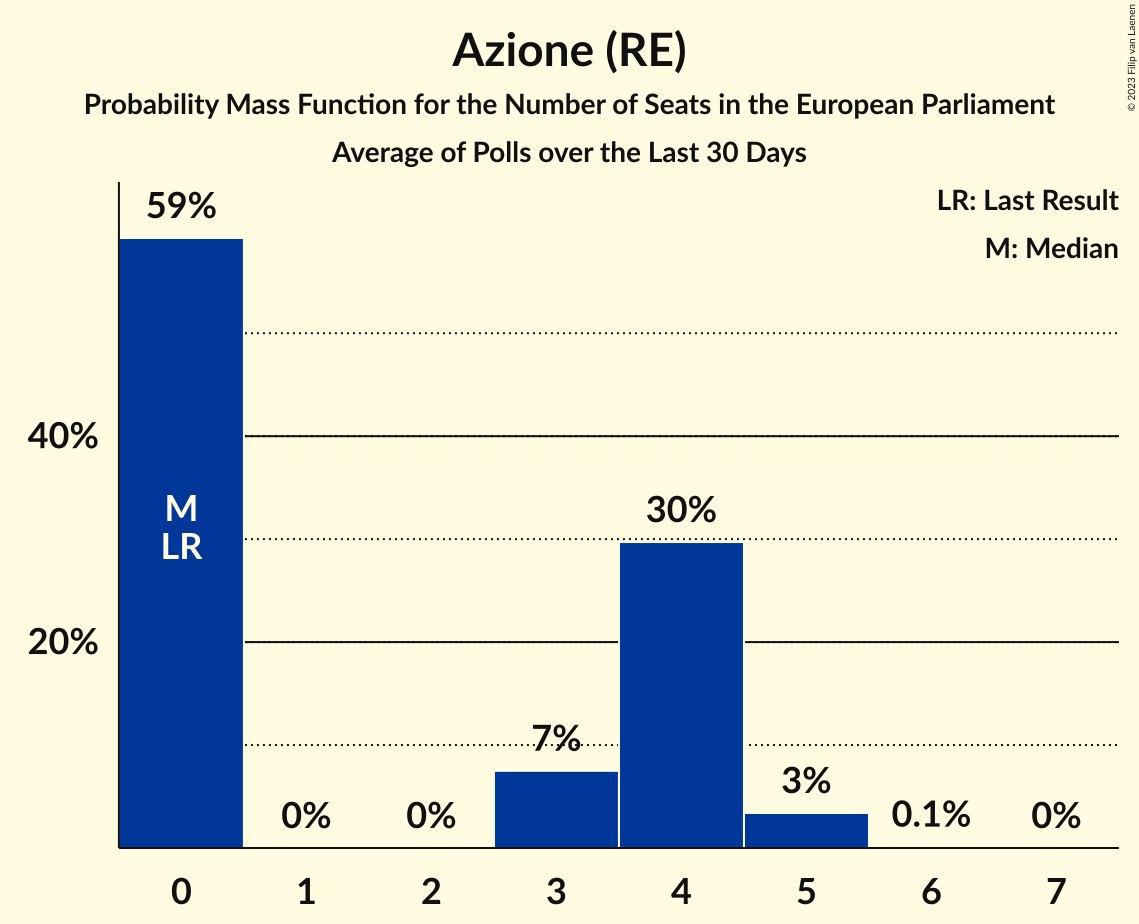 Azione (RE)
Probability Mass Function for the Number of Seats in the European Parliament
Average of Polls over the Last 30 Days
© 2023 Filip van Laenen
LR: Last Result
M: Median
59%
40%
M
LR
30%
20%
7%
3%
0%
0%
0.1%
0%
0 1 2 3 4 5 6 7